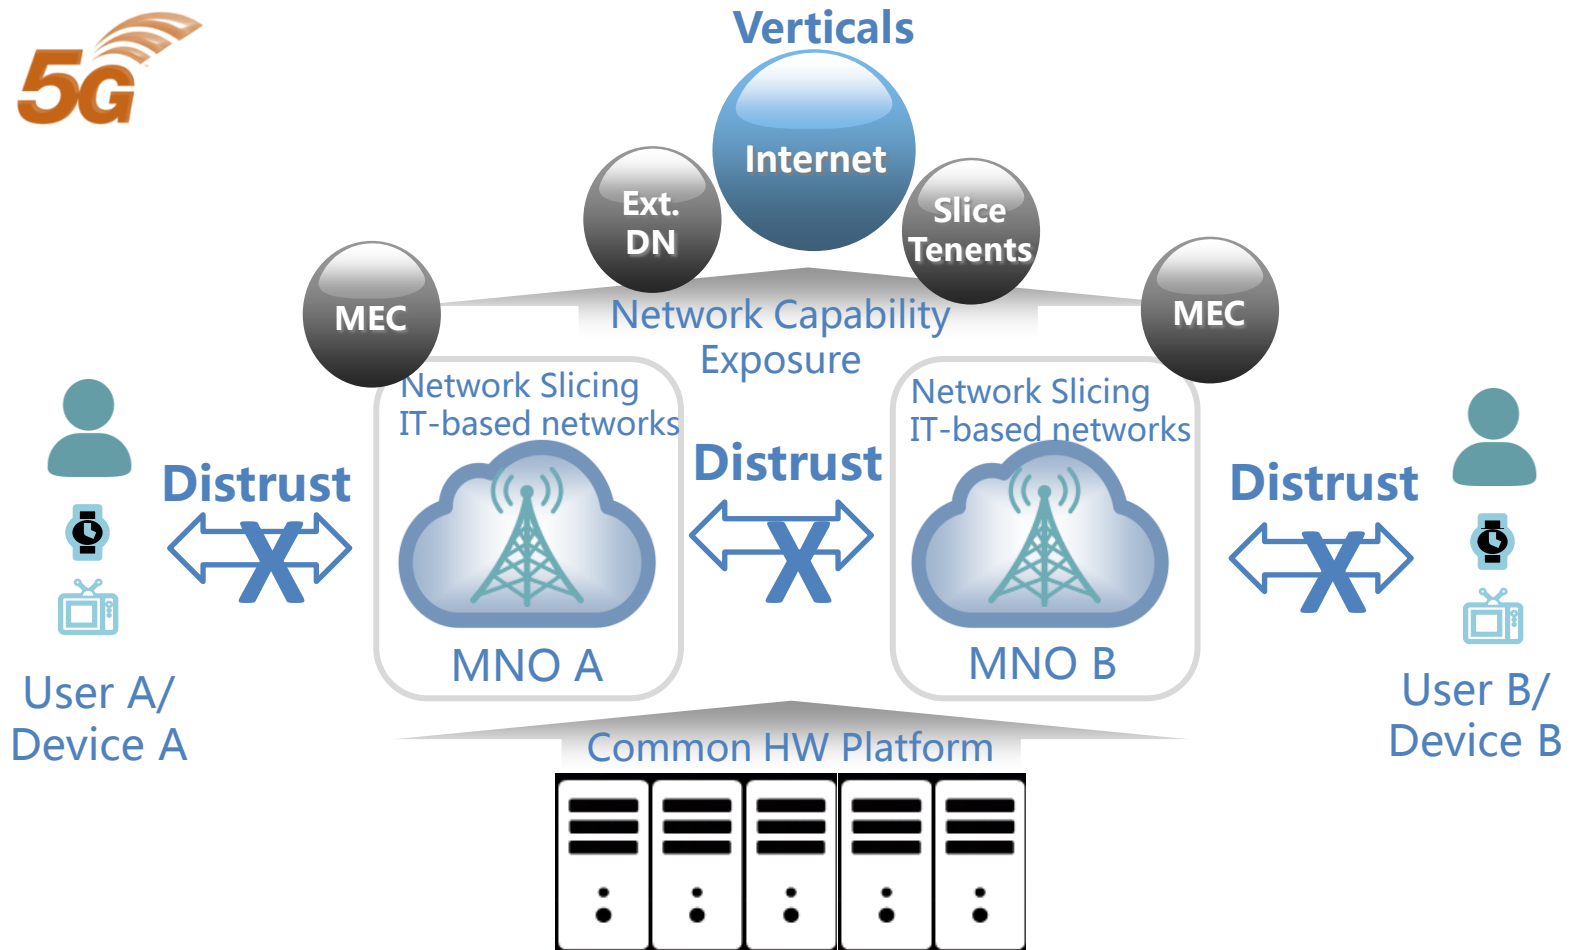 5G
Verticals
Internet
Ext.
DN
Slice
Tenents
MEC
MEC
Network Capability
Exposure
Network Slicing
IT-based networks
Network Slicing
IT-based networks
Distrust
Distrust
Distrust
X
X
X
MNO A
MNO B
User A/
Device A
User B/
Device B
Common HW Platform